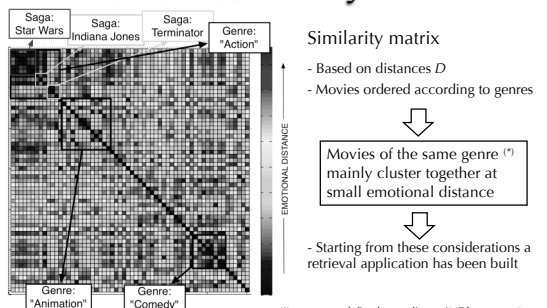 Saga:
Star Wars
Saga:
Indiana Jones
Saga:
Terminator
Genre:
"Action"
EMOTIONAL DISTANCE
Genre:
"Animation"
Genre:
"Comedy"
Similarity matrix
- Based on distances D
- Movies ordered according to genres
Movies of the same genre (*)
mainly cluster together at
small emotional distance
- Starting from these considerations a
retrieval application has been built